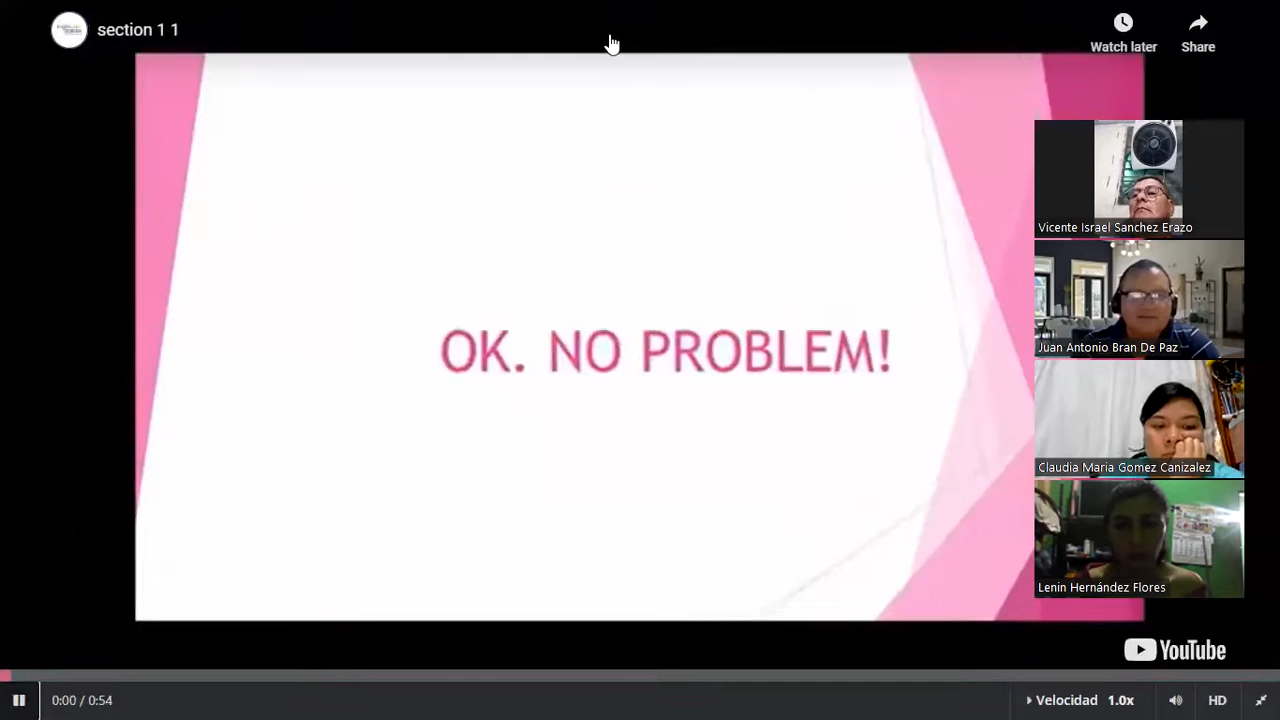 section 1 1
Watch later
Share
OK. NO PROBLEM!
Vicente Israel Sanchez Erazo
Juan Antonio Bran De Paz
Claudia Maria Gomez Canizalez
Lenin Hernández Flores
YouTube
0:00 / 0:54
Velocidad 1.0x
HD